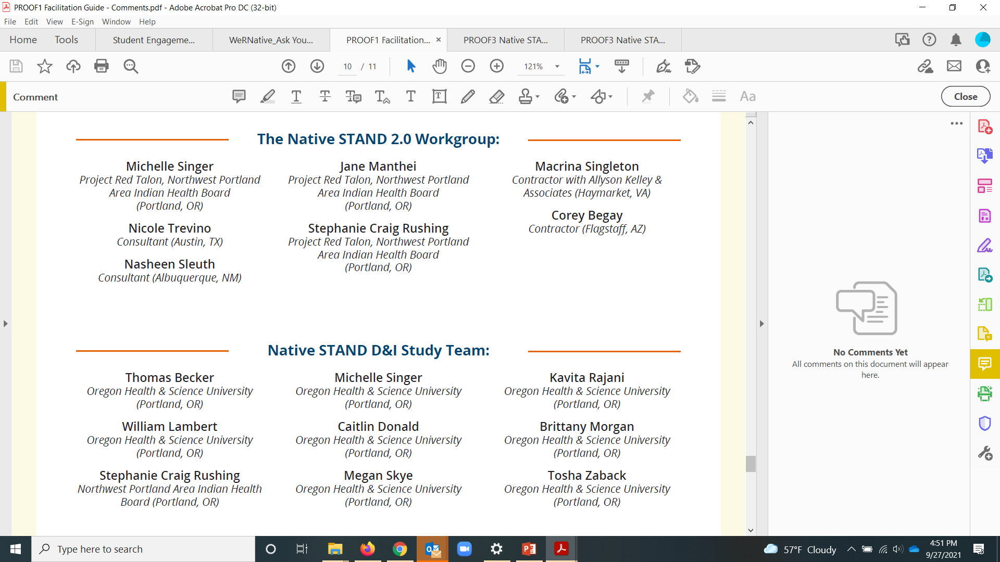 PROOF1 Facilitation Guide - Comments.pdf - Adobe Acrobat Pro DC (32-bit)
File Edit View E-Sign Window Help
Home Tools Student Engageme... WeRNative_Ask You... PROOF1 Facilitation... × PROOF3 Native STA... PROOF3 Native STA...
10 / 11 121%
Comment Close
The Native STAND 2.0 Workgroup:
Michelle Singer
Project Red Talon, Northwest Portland
Area Indian Health Board
(Portland, OR)
Nicole Trevino
Consultant (Austin, TX)
Nasheen Sleuth
Consultant (Albuquerque, NM)
Jane Manthei
Project Red Talon, Northwest Portland
Area Indian Health Board
(Portland, OR)
Stephanie Craig Rushing
Project Red Talon, Northwest Portland
Area Indian Health Board
(Portland, OR)
Macrina Singleton
Contractor with Allyson Kelley &
Associates (Haymarket, VA)
Corey Begay
Contractor (Flagstaff, AZ)
Native STAND D&I Study Team:
Thomas Becker
Oregon Health & Science University
(Portland, OR)
William Lambert
Oregon Health & Science University
(Portland, OR)
Stephanie Craig Rushing
Northwest Portland Area Indian Health
Board (Portland, OR)
Michelle Singer
Oregon Health & Science University
(Portland, OR)
Caitlin Donald
Oregon Health & Science University
(Portland, OR)
Megan Skye
Oregon Health & Science University
(Portland, OR)
Kavita Rajani
Oregon Health & Science University
(Portland, OR)
Brittany Morgan
Oregon Health & Science University
(Portland, OR)
Tosha Zaback
Oregon Health & Science University
(Portland, OR)
No Comments Yet
All comments on this document will appear
here.
Type here to search
57°F Cloudy
4:51 PM
9/27/2021